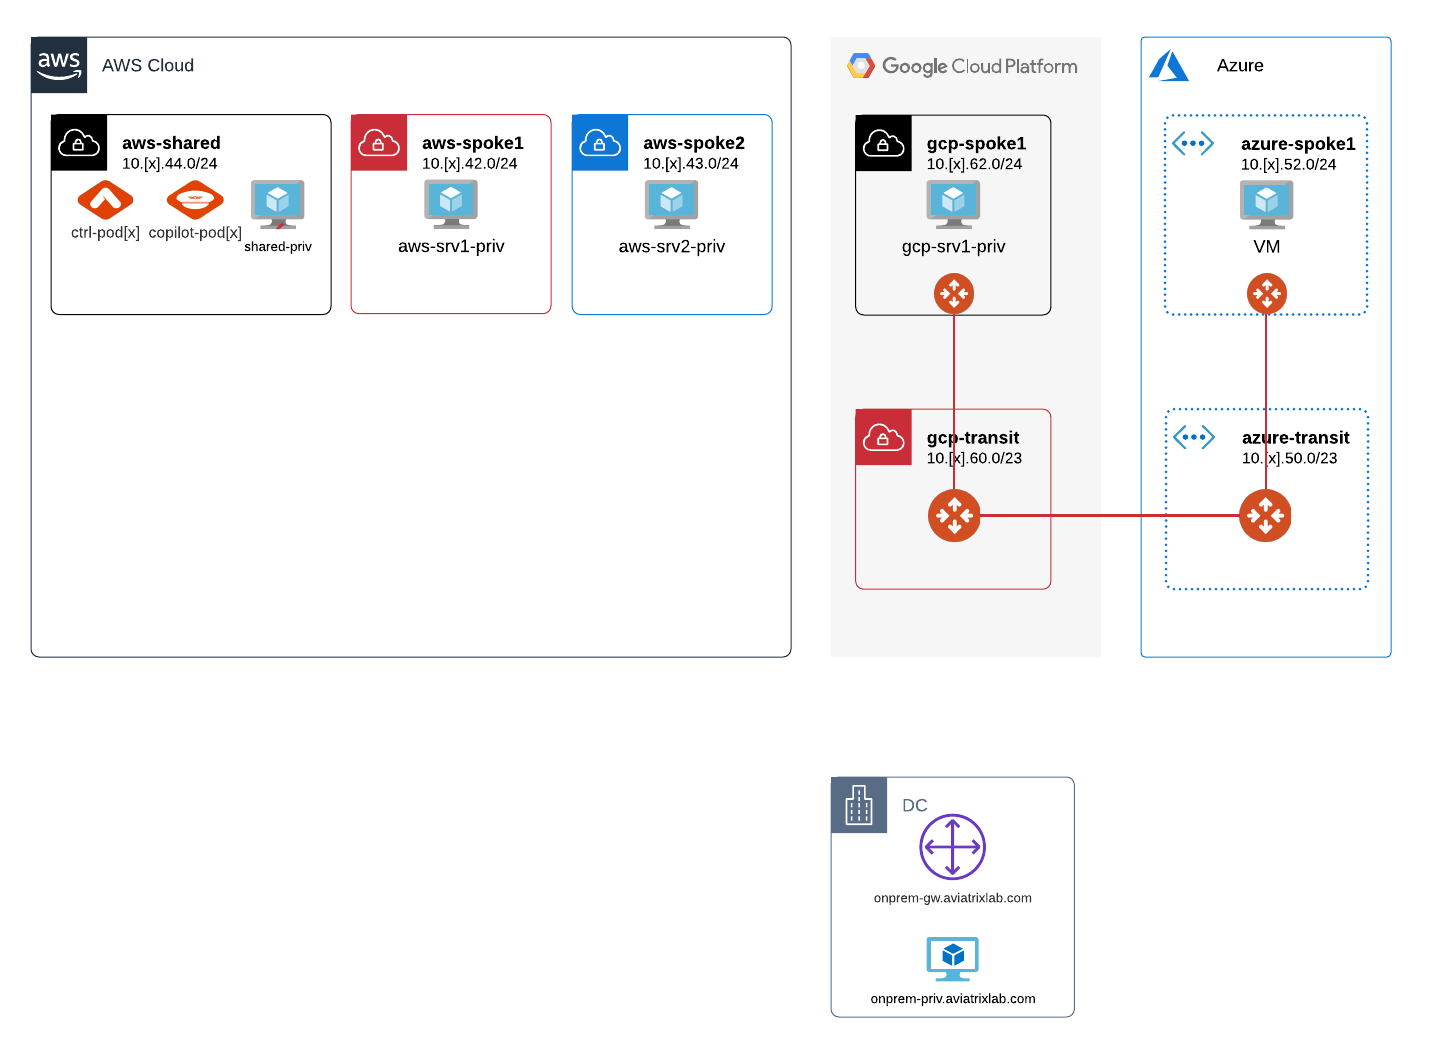 aws
AWS Cloud
aws-shared
10.[x].44.0/24
ctrl-pod[x]
copilot-pod[x]
shared-priv
aws-spoke1
10.[x].42.0/24
aws-srv1-priv
aws-spoke2
10.[x].43.0/24
aws-srv2-priv
Google Cloud Platform
gcp-spoke1
10.[x].62.0/24
gcp-srv1-priv
gcp-transit
10.[x].60.0/23
Azure
azure-spoke1
10.[x].52.0/24
VM
azure-transit
10.[x].50.0/23
DC
onprem-gw.aviatrixlab.com
onprem-priv.aviatrixlab.com